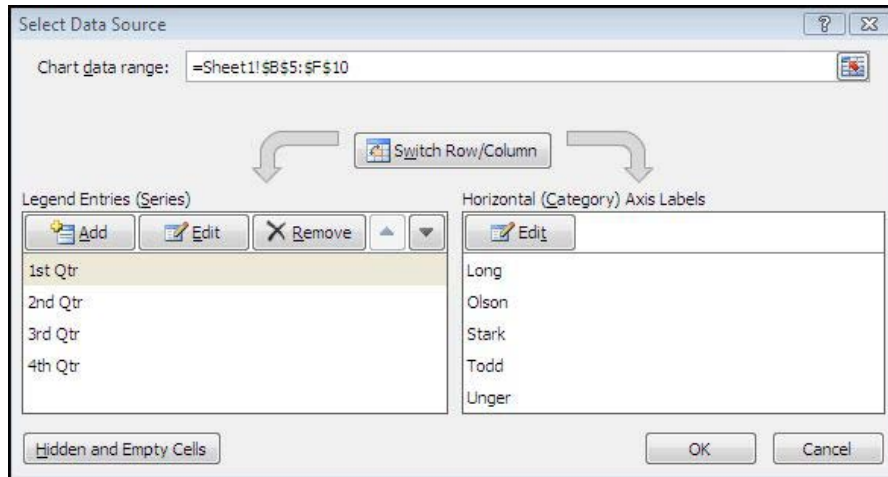 Select Data Source
Chart data range: =Sheet1!$B$5:$F$10
Switch Row/Column
Legend Entries (Series)
Add Edit Remove
1st Qtr
2nd Qtr
3rd Qtr
4th Qtr
Horizontal (Category) Axis Labels
Edit
Long
Olson
Stark
Todd
Unger
Hidden and Empty Cells
OK Cancel